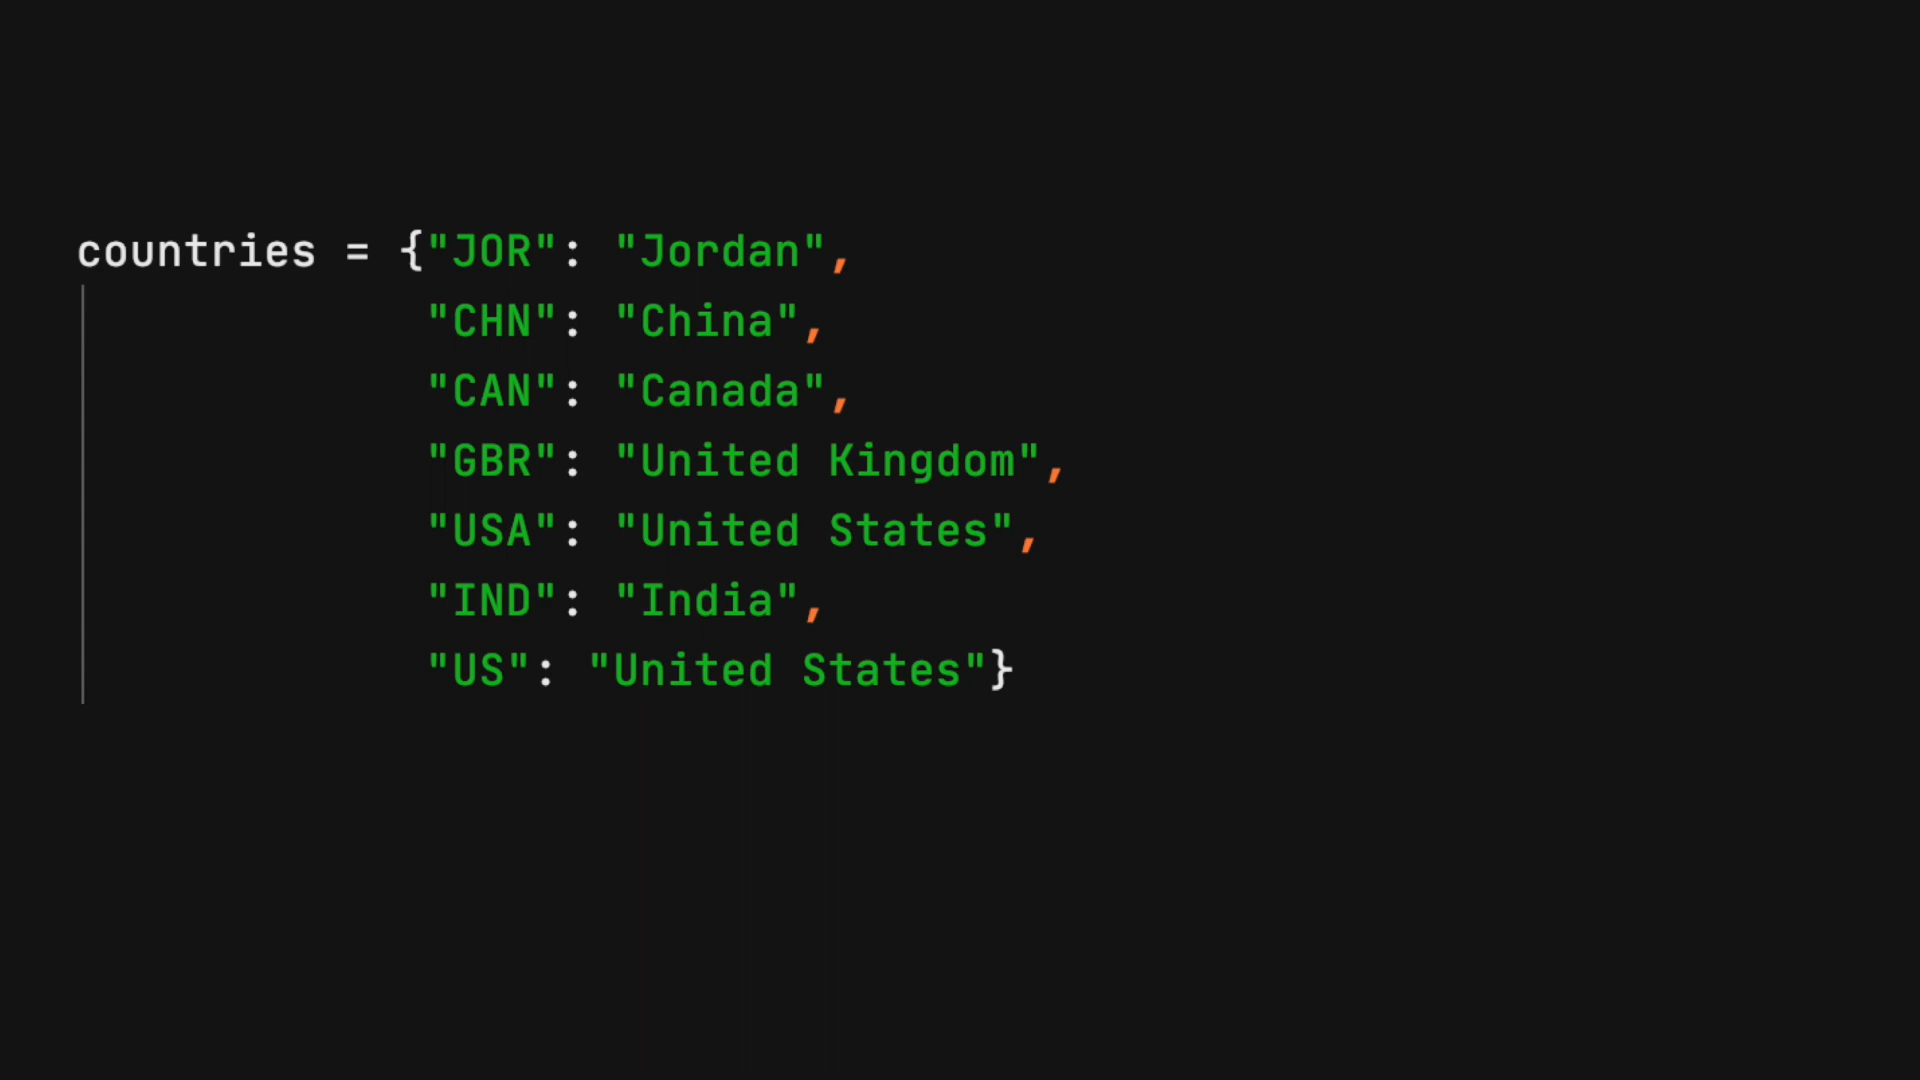 countries = {"JOR": "Jordan",
"CHN": "China",
"CAN": "Canada",
"GBR": "United Kingdom",
"USA": "United States",
"IND": "India",
"US": "United States"}